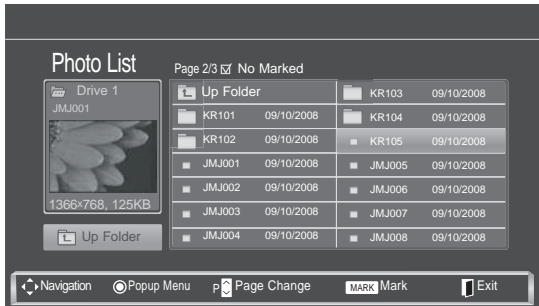 Photo List
Page 2/3 ☑ No Marked
Drive 1
JMJ001
1366×768, 125KB
Up Folder
Up Folder
KR101 09/10/2008
KR102 09/10/2008
JMJ001 09/10/2008
JMJ002 09/10/2008
JMJ003 09/10/2008
JMJ004 09/10/2008
KR103 09/10/2008
KR104 09/10/2008
KR105 09/10/2008
JMJ005 09/10/2008
JMJ006 09/10/2008
JMJ007 09/10/2008
JMJ008 09/10/2008
Navigation Popup Menu P Page Change MARK Mark Exit